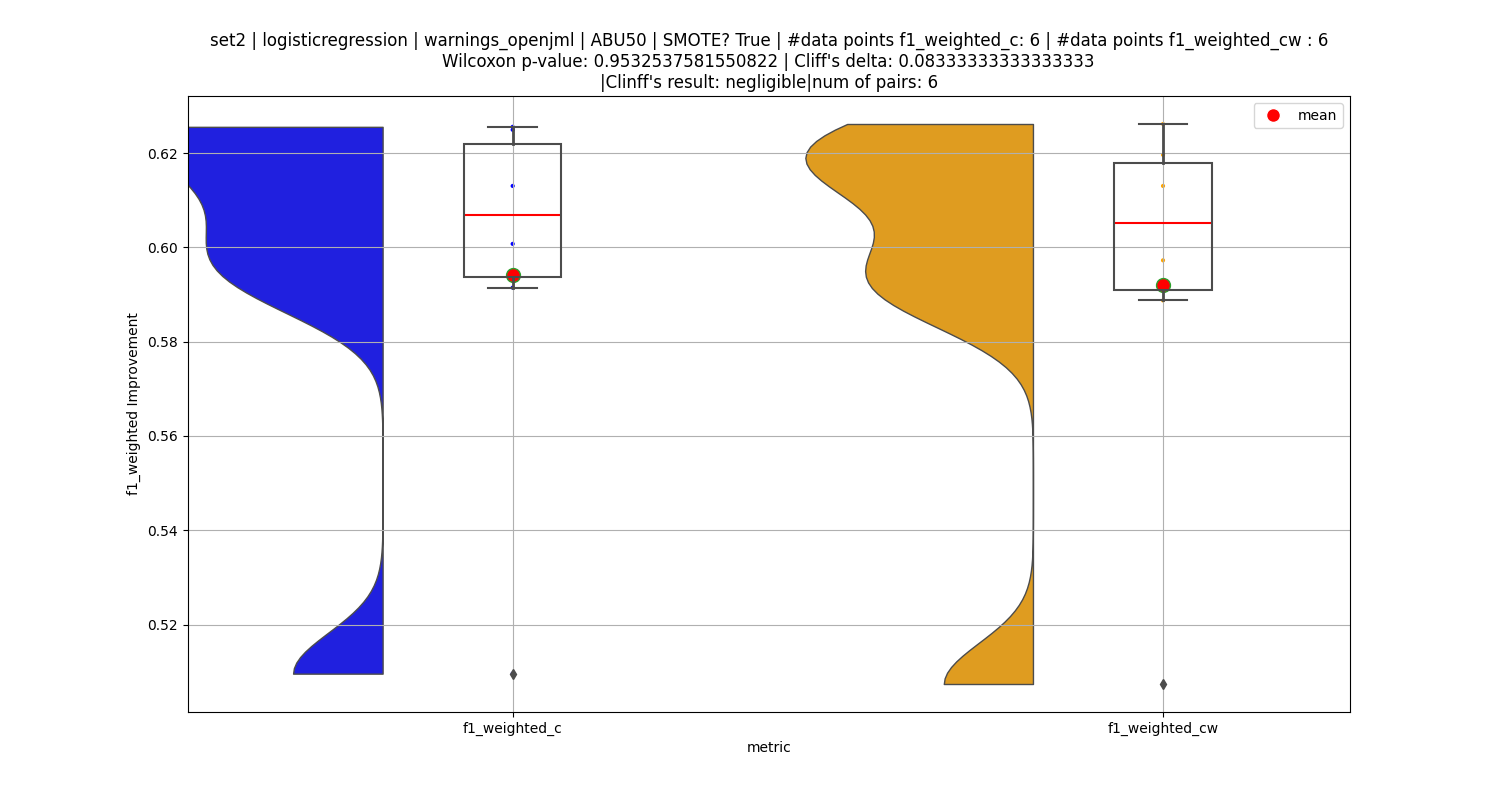 set2 | logisticregression | warnings_openjml | ABU50 | SMOTE? True | #data points f1_weighted_c: 6 | #data points f1_weighted_cw : 6
Wilcoxon p-value: 0.9532537581550822 | Cliff's delta: 0.08333333333333333
|Clinff's result: negligible|num of pairs: 6
mean
0.62
0.60
0.58
0.56
0.54
0.52
f1_weighted Improvement
f1_weighted_c
f1_weighted_cw
metric